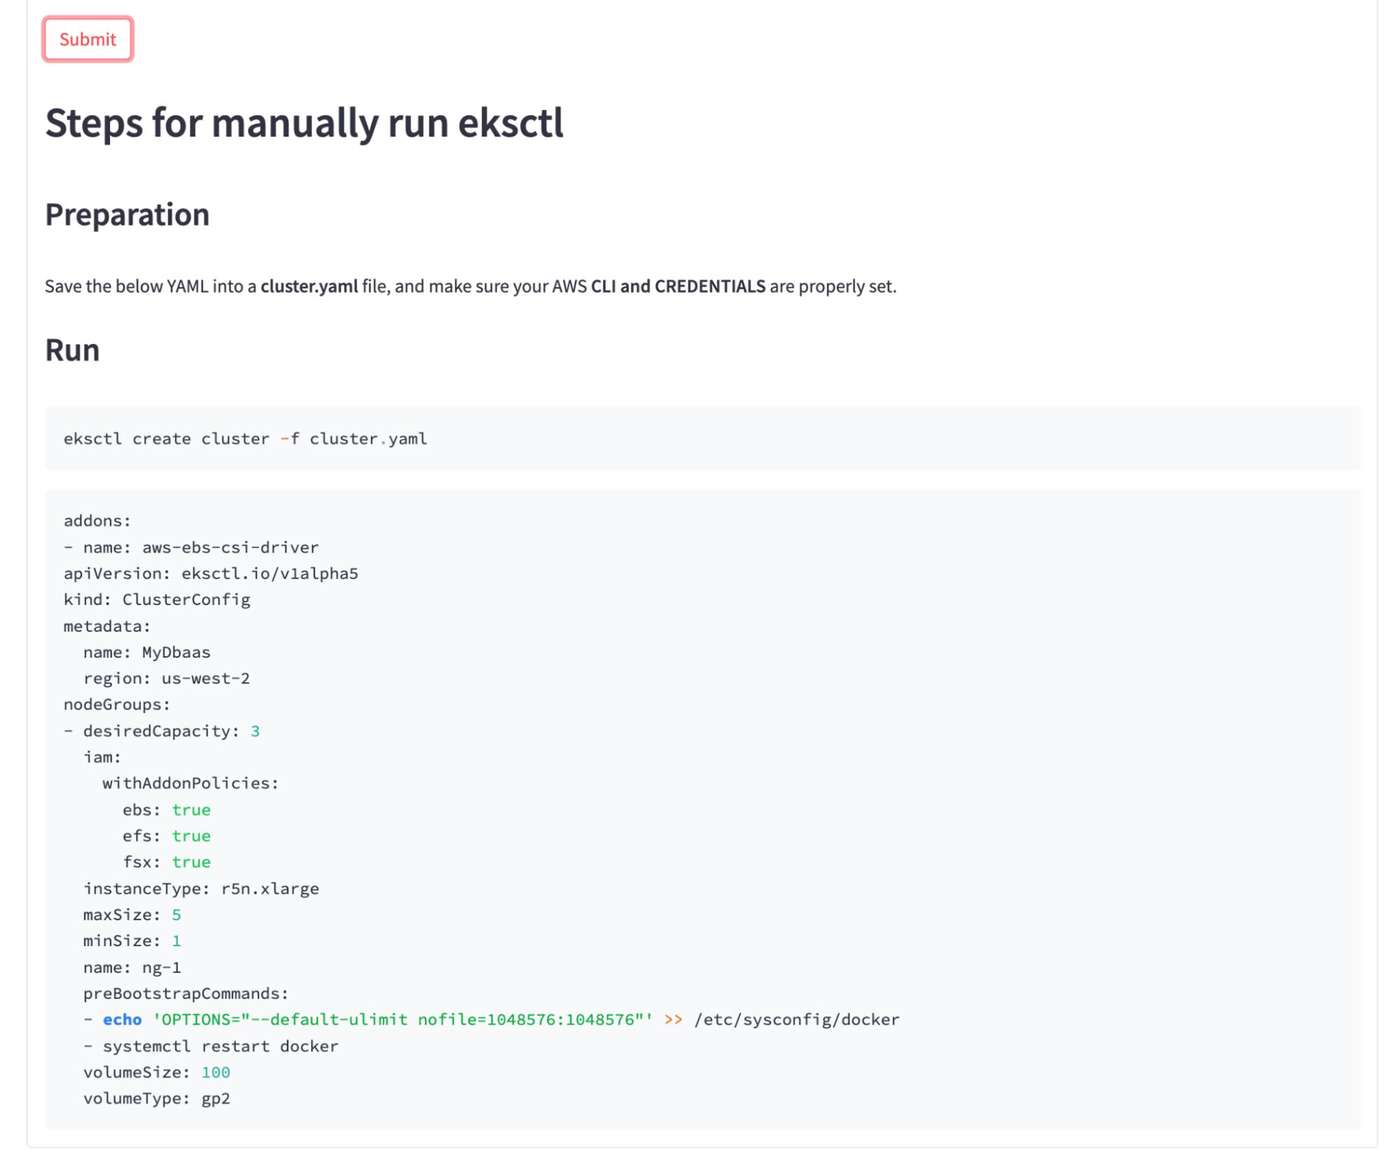 Submit
Steps for manually run eksctl
Preparation
Save the below YAML into a cluster.yaml file, and make sure your AWS CLI and CREDENTIALS are properly set.
Run
eksctl create cluster -f cluster.yaml
addons:
- name: aws-ebs-csi-driver
apiVersion: eksctl.io/v1alpha5
kind: ClusterConfig
metadata:
  name: MyDbaas
  region: us-west-2
nodeGroups:
- desiredCapacity: 3
  iam:
    withAddonPolicies:
      ebs: true
      efs: true
      fsx: true
  instanceType: r5n.xlarge
  maxSize: 5
  minSize: 1
  name: ng-1
  preBootstrapCommands:
  - echo 'OPTIONS="--default-ulimit nofile=1048576:1048576"' >> /etc/sysconfig/docker
  - systemctl restart docker
  volumeSize: 100
  volumeType: gp2